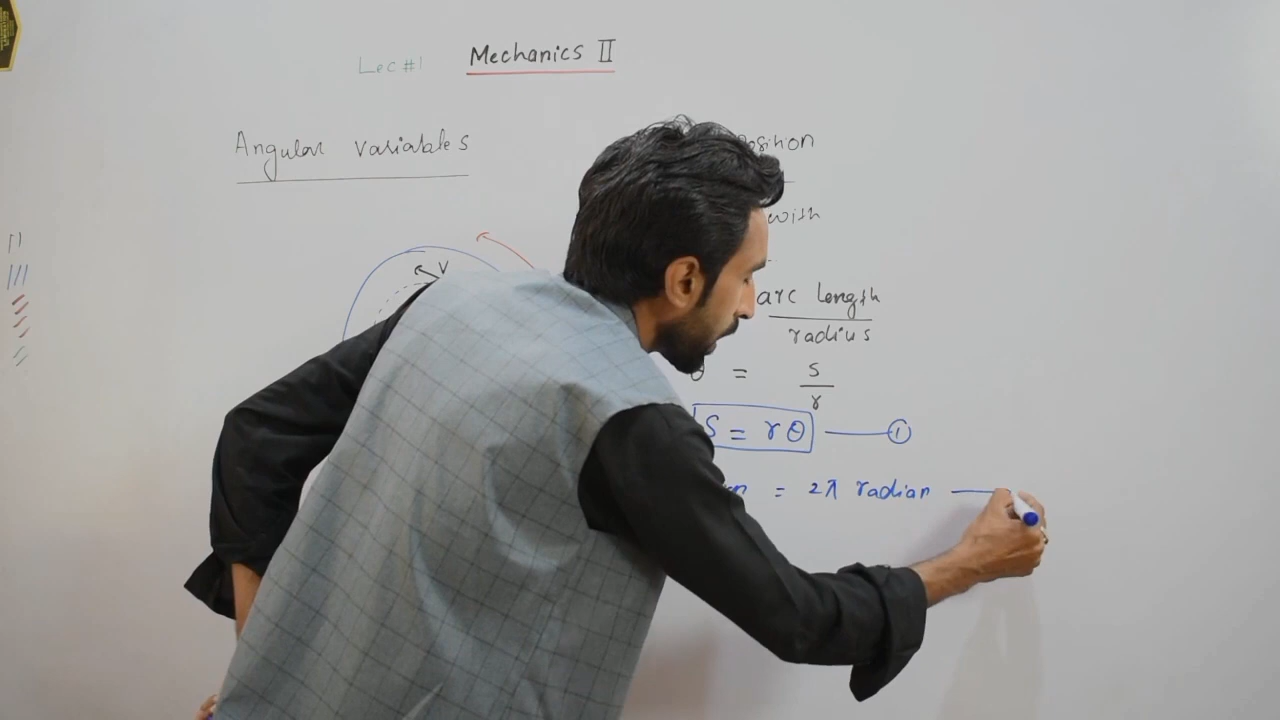 Lec #1 Mechanics II
Angular variables
position
with
V
arc length
radius
θ = s
r
S = rθ ①
= 2π radian